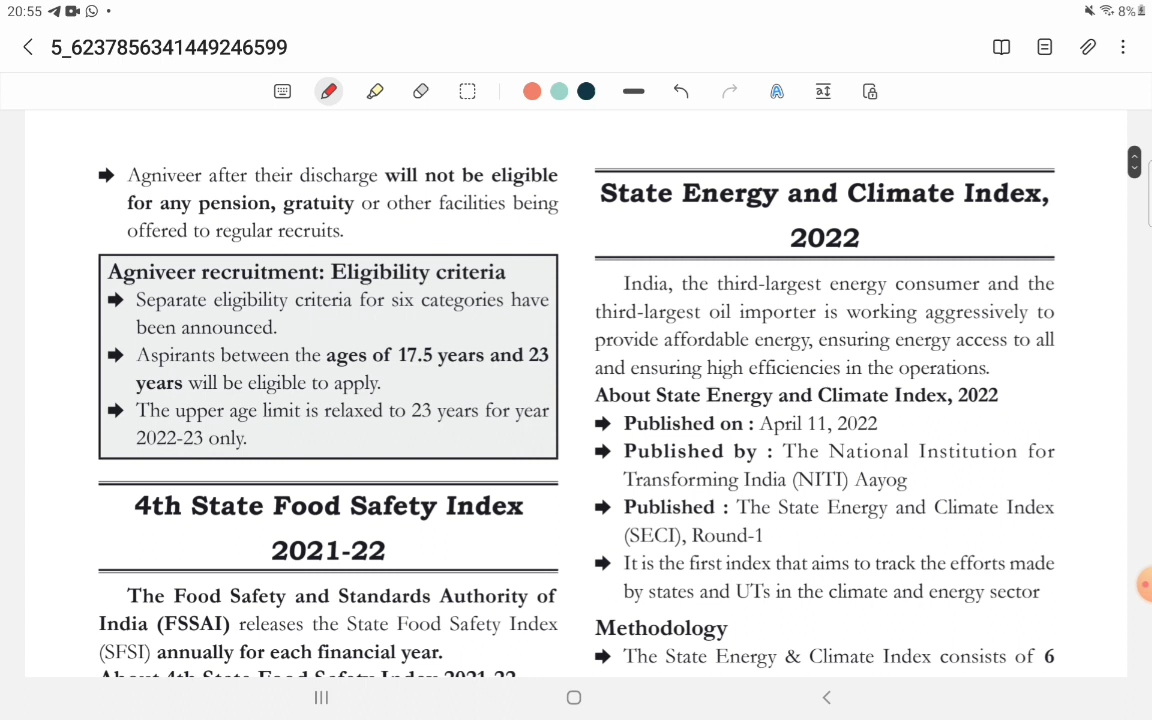 20:55
8%
5_6237856341449246599
Agniveer after their discharge will not be eligible
for any pension, gratuity or other facilities being
offered to regular recruits.
Agniveer recruitment: Eligibility criteria
Separate eligibility criteria for six categories have
been announced.
Aspirants between the ages of 17.5 years and 23
years will be eligible to apply.
The upper age limit is relaxed to 23 years for year
2022-23 only.
4th State Food Safety Index
2021-22
The Food Safety and Standards Authority of
India (FSSAI) releases the State Food Safety Index
(SFSI) annually for each financial year.
About 4th State Food Safety Index 2021-22
State Energy and Climate Index,
2022
India, the third-largest energy consumer and the
third-largest oil importer is working aggressively to
provide affordable energy, ensuring energy access to all
and ensuring high efficiencies in the operations.
About State Energy and Climate Index, 2022
Published on : April 11, 2022
Published by : The National Institution for
Transforming India (NITI) Aayog
Published : The State Energy and Climate Index
(SECI), Round-1
It is the first index that aims to track the efforts made
by states and UTs in the climate and energy sector
Methodology
The State Energy & Climate Index consists of 6